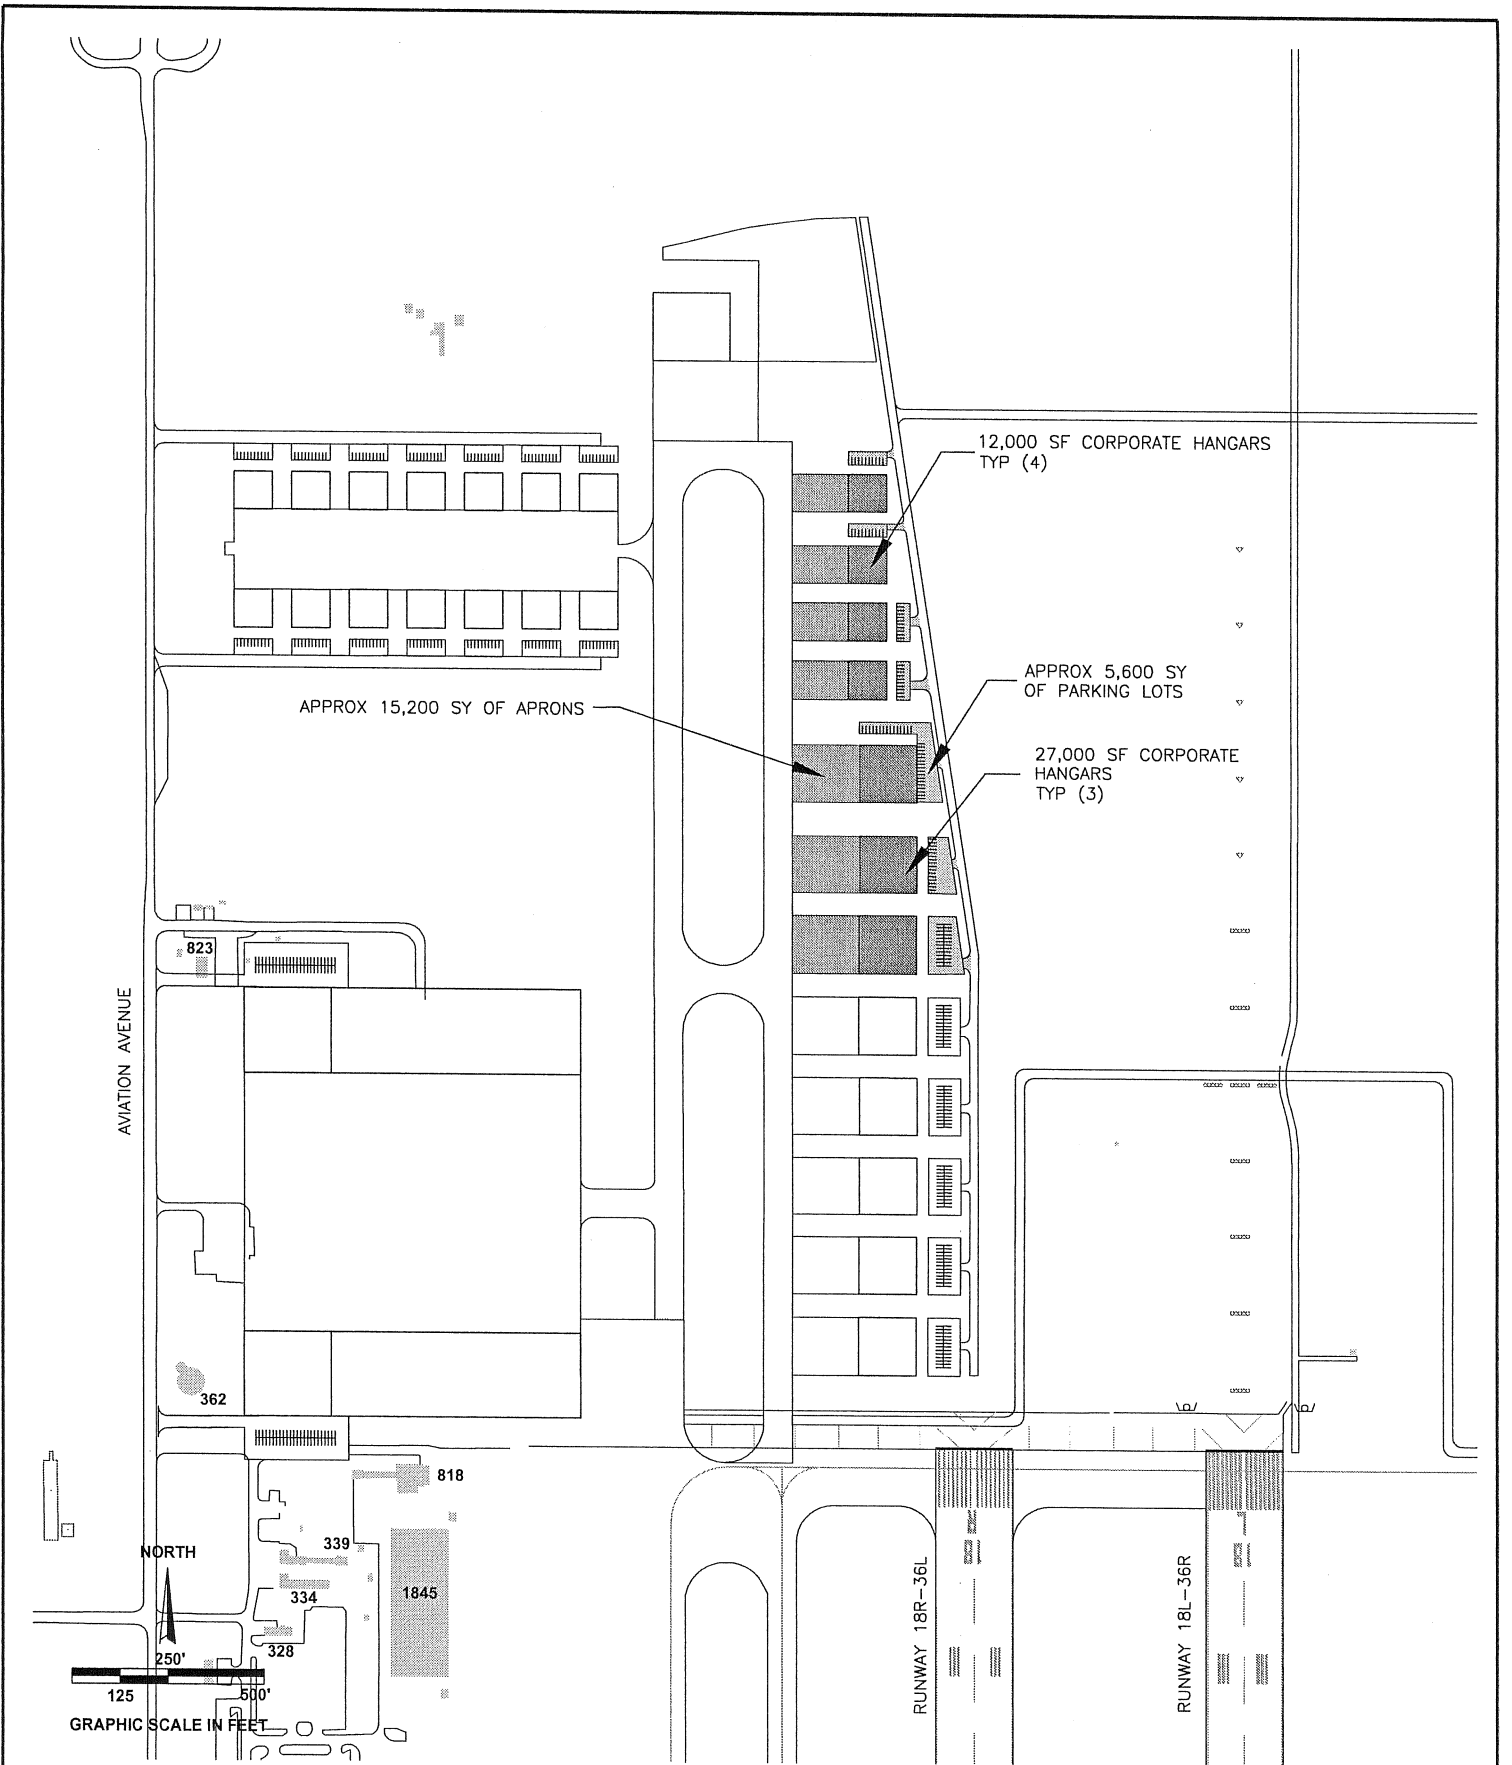 12,000 SF CORPORATE HANGARS
TYP (4)
APPROX 5,600 SY
OF PARKING LOTS
APPROX 15,200 SY OF APRONS
27,000 SF CORPORATE
HANGARS
TYP (3)
823
AVIATION AVENUE
362
818
339
334
1845
328
NORTH
250'
125
500'
GRAPHIC SCALE IN FEET
RUNWAY 18R-36L
RUNWAY 18L-36R